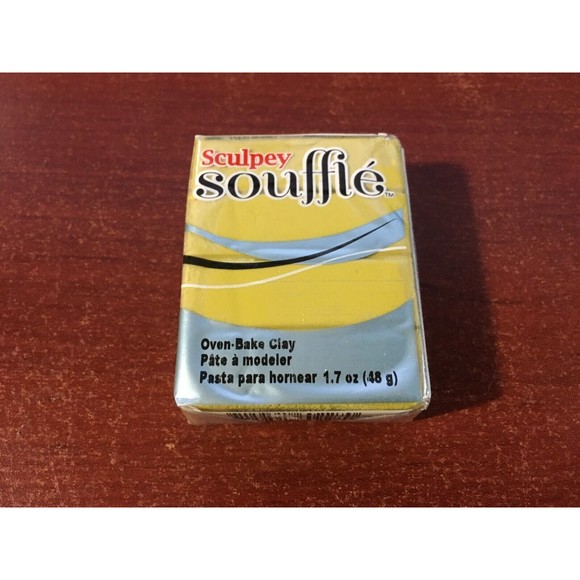 Sculpey
soufflé™
Oven-Bake Clay
Pâte à modeler
Pasta para hornear 1.7 oz (48 g)